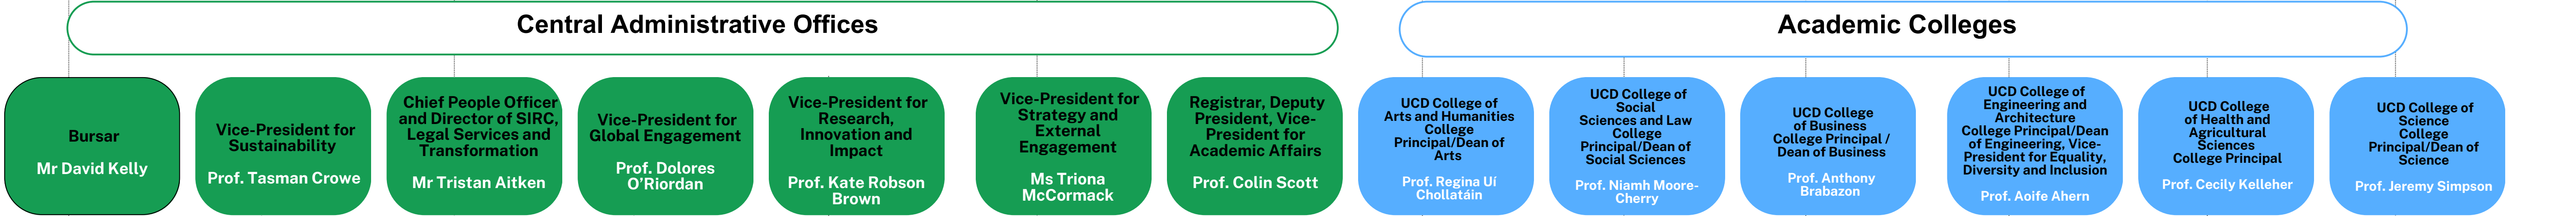 Central Administrative Offices
Academic Colleges
Bursar
Mr David Kelly
Vice-President for
Sustainability
Prof. Tasman Crowe
Chief People Officer
and Director of SIRC,
Legal Services and
Transformation
Mr Tristan Aitken
Vice-President for
Global Engagement
Prof. Dolores
O’Riordan
Vice-President for
Research,
Innovation and
Impact
Prof. Kate Robson
Brown
Vice-President for
Strategy and
External
Engagement
Ms Triona
McCormack
Registrar, Deputy
President, Vice-
President for
Academic Affairs
Prof. Colin Scott
UCD College of
Arts and Humanities
College
Principal/Dean of
Arts
Prof. Regina Uí
Chollatáin
UCD College of
Social
Sciences and Law
College
Principal/Dean of
Social Sciences
Prof. Niamh Moore-
Cherry
UCD College
of Business
College Principal /
Dean of Business
Prof. Anthony
Brabazon
UCD College of
Engineering and
Architecture
College Principal/Dean
of Engineering, Vice-
President for Equality,
Diversity and Inclusion
Prof. Aoife Ahern
UCD College
of Health and
Agricultural
Sciences
College Principal
Prof. Cecily Kelleher
UCD College of
Science
College
Principal/Dean of
Science
Prof. Jeremy Simpson